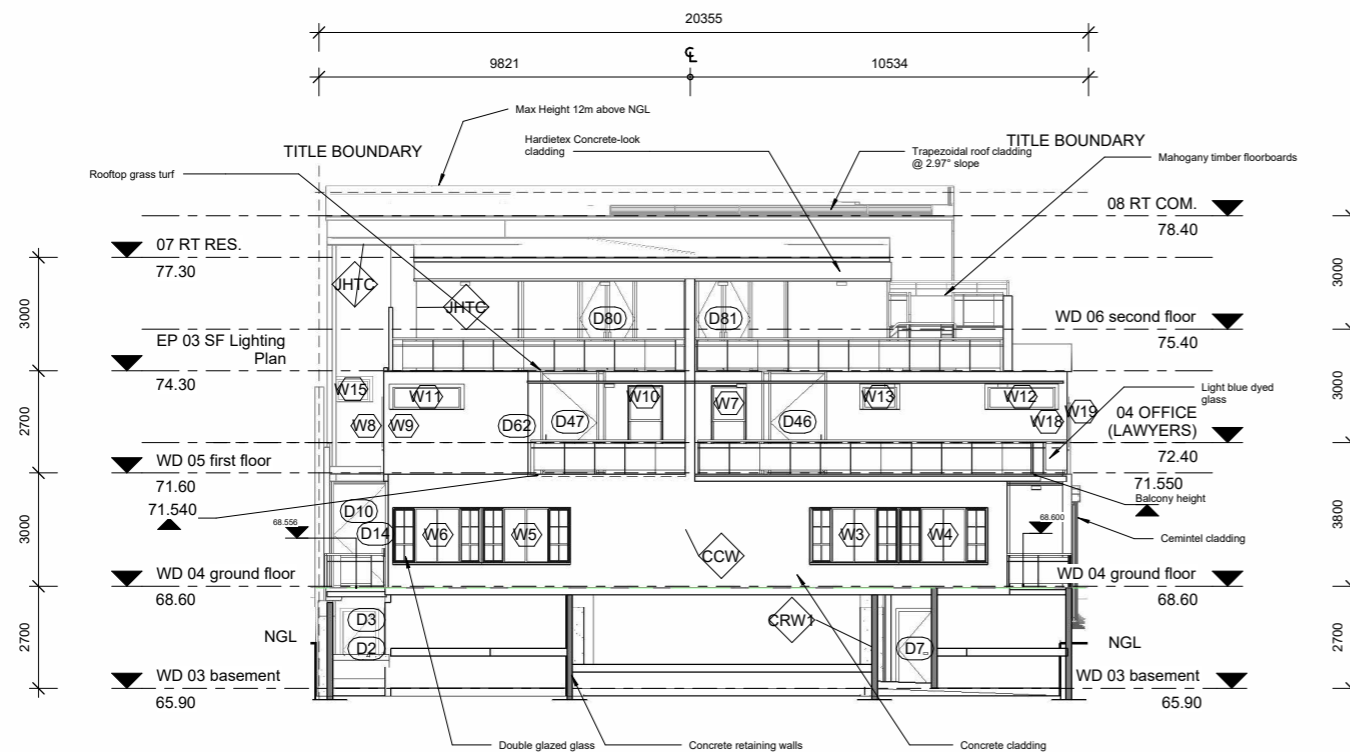 20355
9821
℄
10534
Max Height 12m above NGL
Hardietex Concrete-look
cladding
TITLE BOUNDARY
TITLE BOUNDARY
Trapezoidal roof cladding
@ 2.97° slope
Mahogany timber floorboards
Rooftop grass turf
08 RT COM.
78.40
07 RT RES.
77.30
JHTC
JHTC
D80
D81
3000
3000
WD 06 second floor
75.40
EP 03 SF Lighting
Plan
74.30
W15
W11
W10
W7
W13
W12
Light blue dyed
glass
W19
W8
W9
D62
D47
D46
W18
04 OFFICE
(LAWYERS)
72.40
2700
3000
WD 05 first floor
71.60
71.540
71.550
Balcony height
D10
D14
68.556
68.600
W6
W5
W3
W4
CCW
Cemintel cladding
3000
3800
WD 04 ground floor
68.60
WD 04 ground floor
68.60
D3
D2
CRW1
D7
NGL
NGL
2700
2700
WD 03 basement
65.90
WD 03 basement
65.90
Double glazed glass
Concrete retaining walls
Concrete cladding